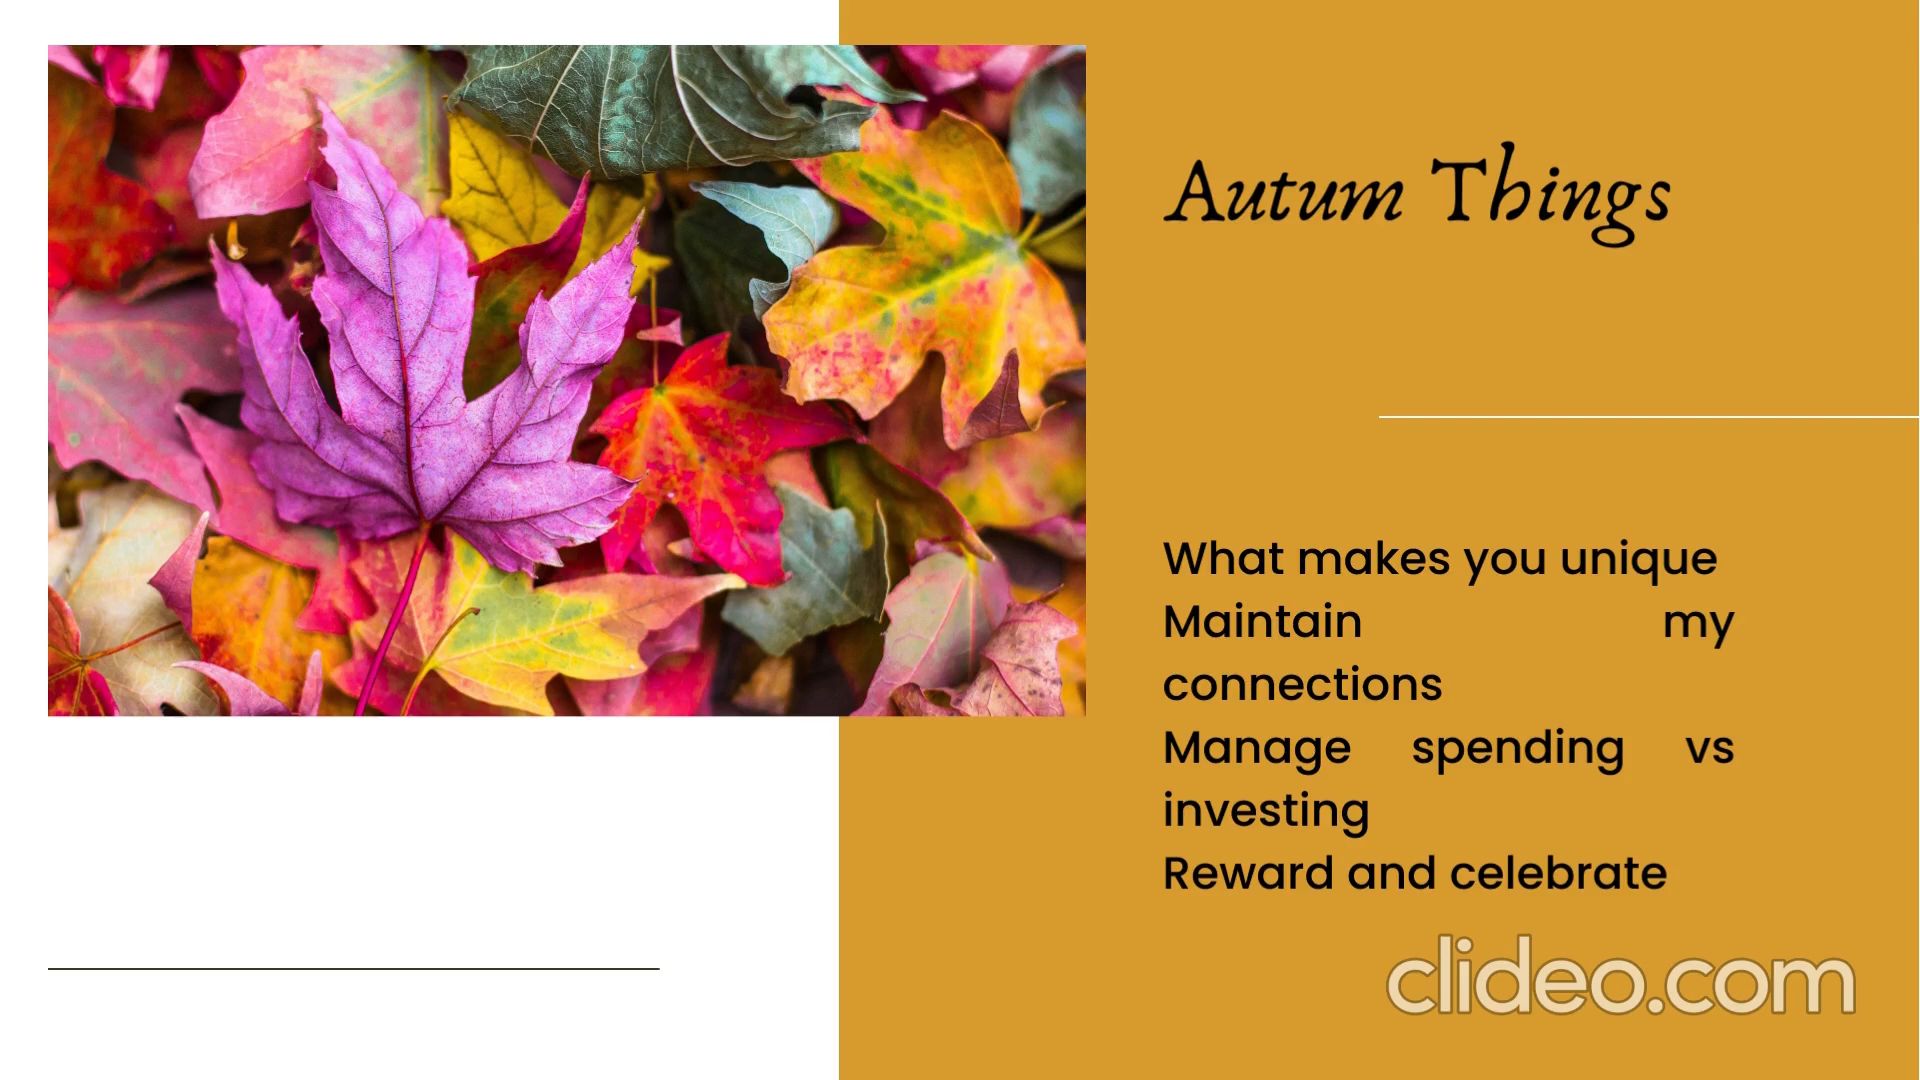 Autum Things
What makes you unique
Maintain my
connections
Manage spending vs
investing
Reward and celebrate
clideo.com